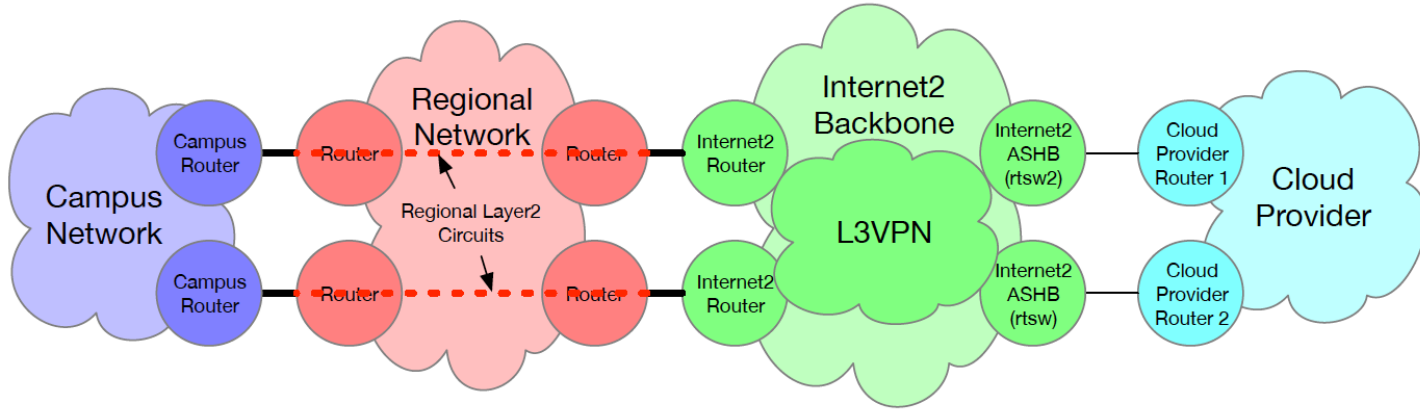 Campus
Router
Router
Regional
Network
Router
Internet2
Router
Internet2
Backbone
Internet2
ASHB
(rtsw2)
Cloud
Provider
Router 1
Campus
Network
Regional Layer2
Circuits
L3VPN
Cloud
Provider
Campus
Router
Router
Router
Internet2
Router
Internet2
ASHB
(rtsw)
Cloud
Provider
Router 2